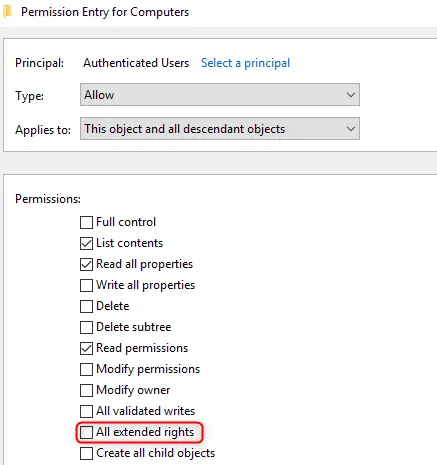 Permission Entry for Computers
Principal: Authenticated Users Select a principal
Type: Allow
Applies to: This object and all descendant objects
Permissions:
Full control
List contents
Read all properties
Write all properties
Delete
Delete subtree
Read permissions
Modify permissions
Modify owner
All validated writes
All extended rights
Create all child objects